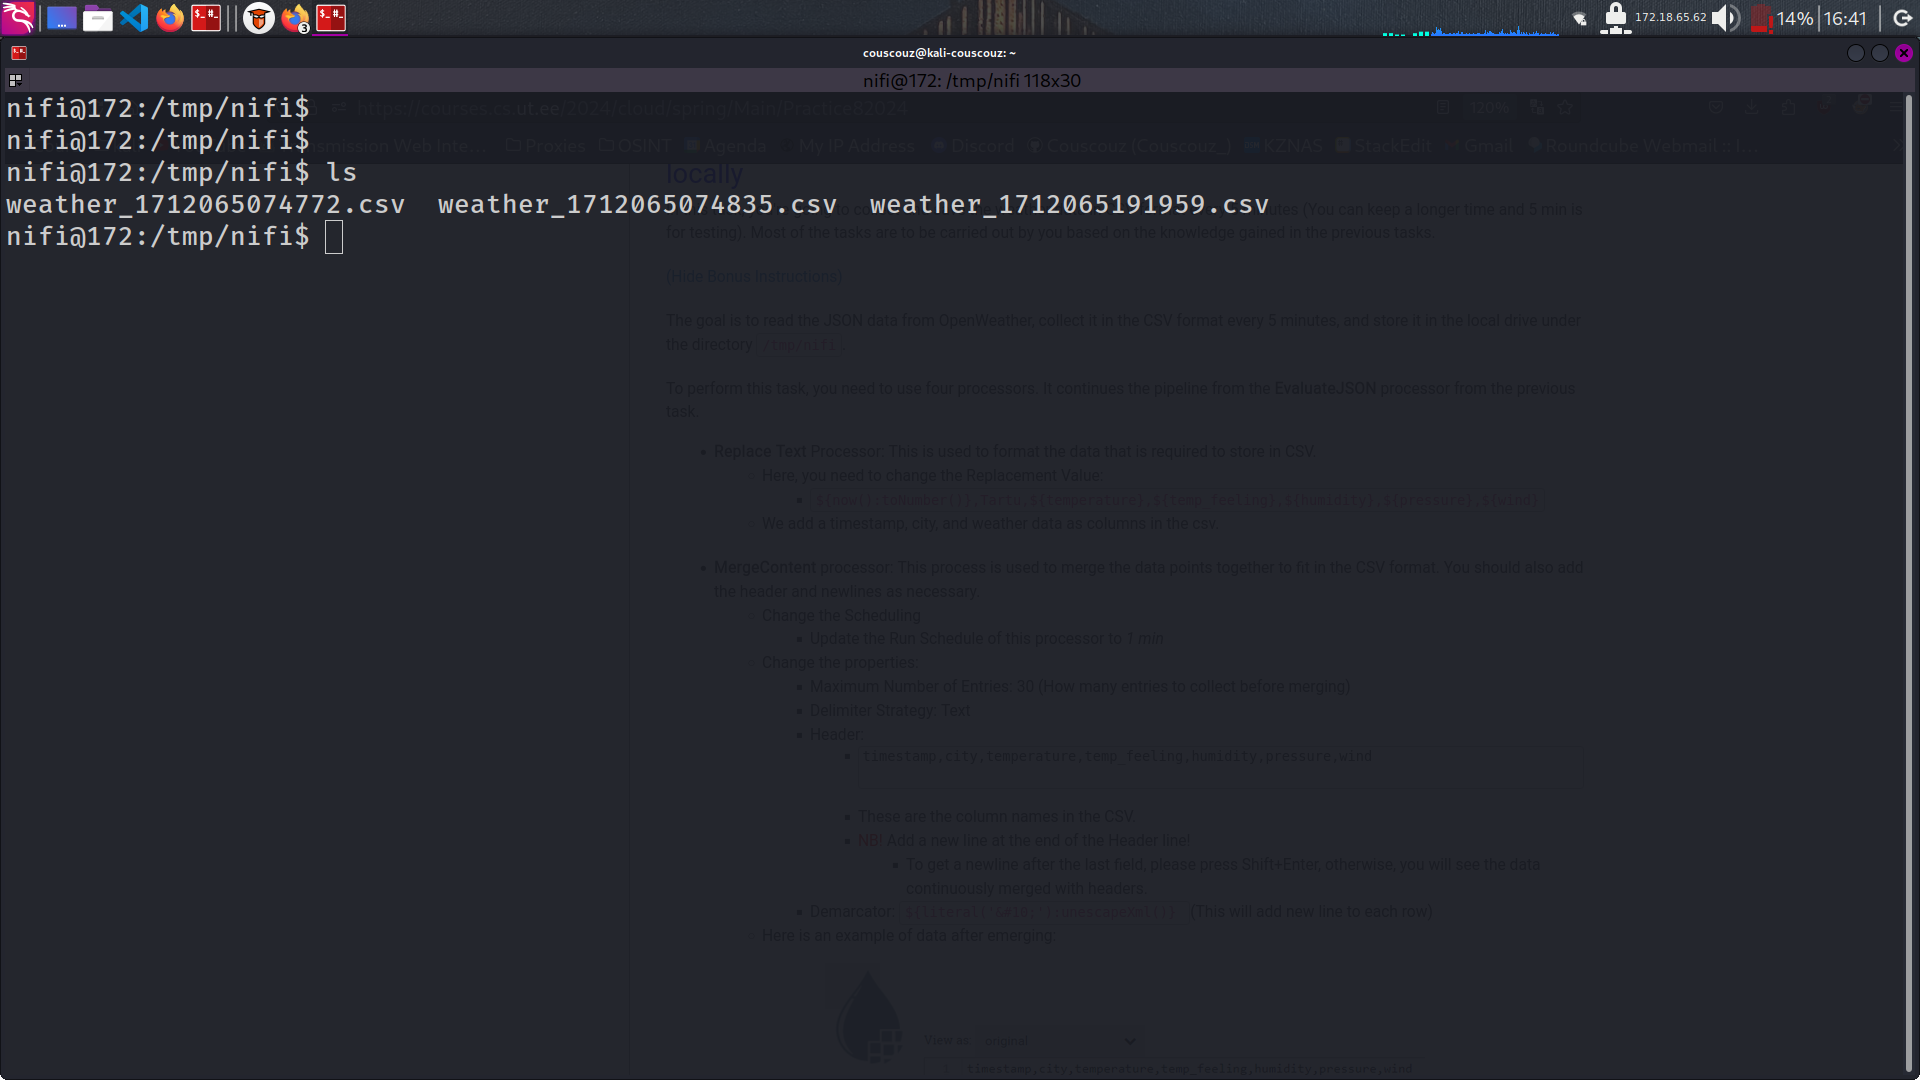 172.18.65.62 14% 16:41
couscouz@kali-couscouz: ~
nifi@172: /tmp/nifi 118x30
nifi@172:/tmp/nifi$
https://courses.cs.ut.ee/2024/cloud/spring/Main/Practice82024 120%
nifi@172:/tmp/nifi$
Proxies OSINT Agenda My IP Address Discord Couscouz (Couscouz_) KZNAS StackEdit Gmail Roundcube Webmail ::
nifi@172:/tmp/nifi$ ls
locally
weather_1712065074772.csv weather_1712065074835.csv weather_1712065191959.csv
(You can keep a longer time and 5 min is
nifi@172:/tmp/nifi$
for testing). Most of the tasks are to be carried out by you based on the knowledge gained in the previous tasks.
(Hide Bonus Instructions)
The goal is to read the JSON data from OpenWeather, collect it in the CSV format every 5 minutes, and store it in the local drive under
the directory /tmp/nifi
To perform this task, you need to use four processors. It continues the pipeline from the EvaluateJSON processor from the previous
task
Replace Text Processor: This is used to format the data that is required to store in CSV.
Here, you need to change the Replacement Value:
${now():toNumber()},Tartu,${temperature},${temp_feeling},${humidity},${pressure},${wind}
We add a timestamp, city, and weather data as columns in the csv
MergeContent processor: This process is used to merge the data points together to fit in the CSV format. You should also add
the header and newlines as necessary.
Change the Scheduling
Update the Run Schedule of this processor to 1 min.
Change the properties:
Maximum Number of Entries: 30 (How many entries to collect before merging)
Delimiter Strategy: Text
Header:
timestamp,city,temperature,temp_feeling,humidity,pressure,wind
These are the column names in the CSV.
NB! Add a new line at the end of the Header line!
To get a newline after the last field, please press Shift+Enter, otherwise, you will see the data
continuously merged with headers.
Demarcator: (This will add new line to each row)
Here is an example of data after emerging:
View as original
timestamp,city,temperature,temp_feeling,humidity,pressure,wind